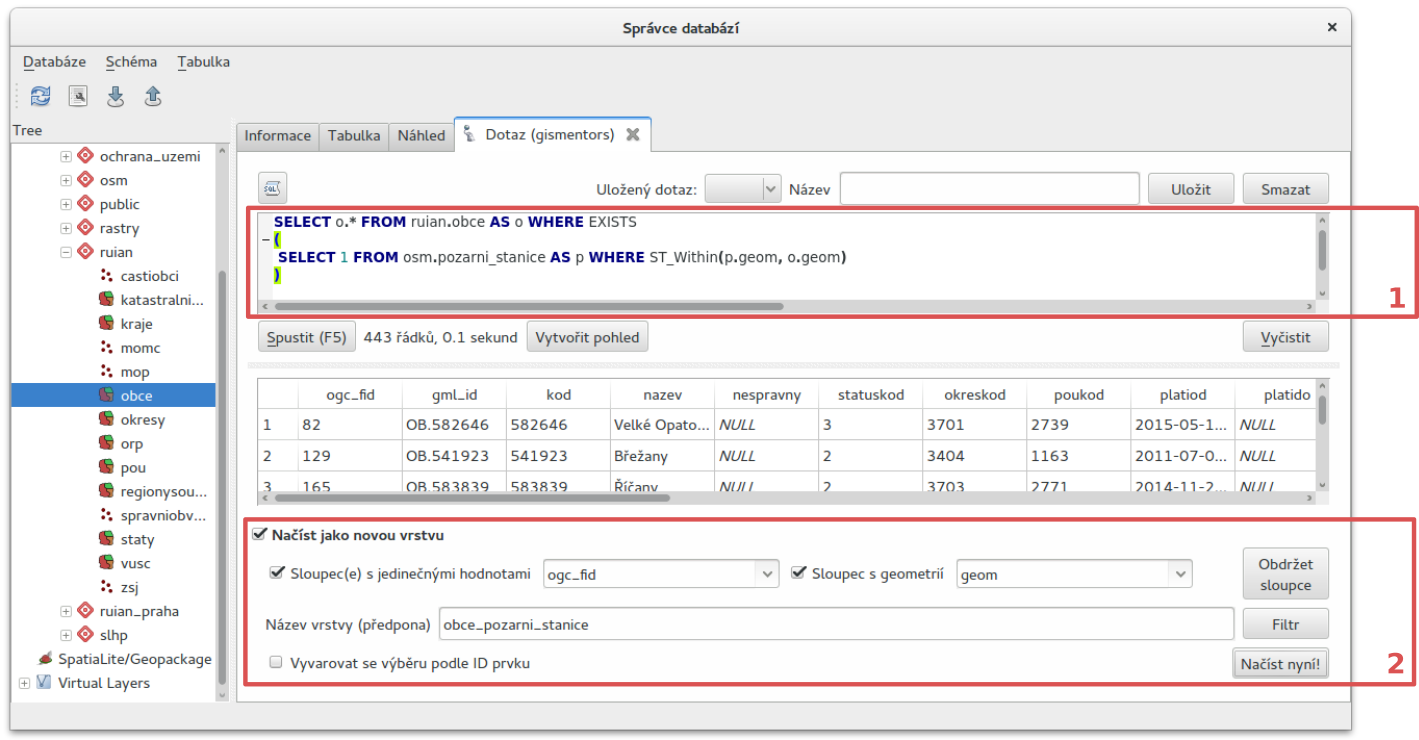 Správce databází
Databáze Schéma Tabulka
Tree
ochrana_uzemi
osm
public
rastry
ruian
castiobci
katastralni...
kraje
momc
mop
obce
okresy
orp
pou
regionysou...
spravniobv...
staty
vusc
zsj
ruian_praha
slhp
SpatiaLite/Geopackage
Virtual Layers
Informace Tabulka Náhled Dotaz (gismentors)
SQL Uložený dotaz: Název Uložit Smazat
SELECT o.* FROM ruian.obce AS o WHERE EXISTS
(
SELECT 1 FROM osm.pozarni_stanice AS p WHERE ST_Within(p.geom, o.geom)
)
1
Spustit (F5) 443 řádků, 0.1 sekund Vytvořit pohled Vyčistit
ogc_fid gml_id kod nazev nespravny statuskod okreskod poukod platiod platido
1 82 OB.582646 582646 Velké Opato... NULL 3 3701 2739 2015-05-1... NULL
2 129 OB.541923 541923 Břežany NULL 2 3404 1163 2011-07-0... NULL
3 165 OB.583839 583839 Říčany NULL 2 3703 2771 2014-11-2... NULL
Načíst jako novou vrstvu
Sloupec(e) s jedinečnými hodnotami ogc_fid Sloupec s geometrií geom Obdržet sloupce
Název vrstvy (předpona) obce_pozarni_stanice Filtr
Vyvarovat se výběru podle ID prvku Načíst nyní!
2